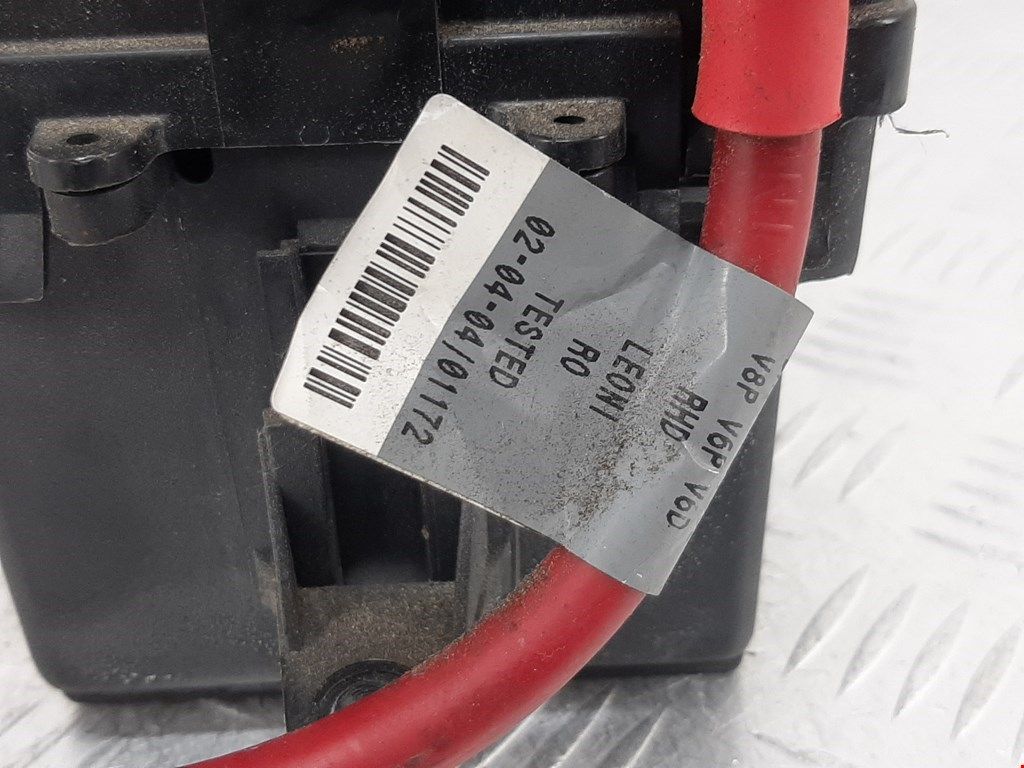 V8P V6P V6D
RHD
LEONI
RO
TESTED
02-04-04/01172